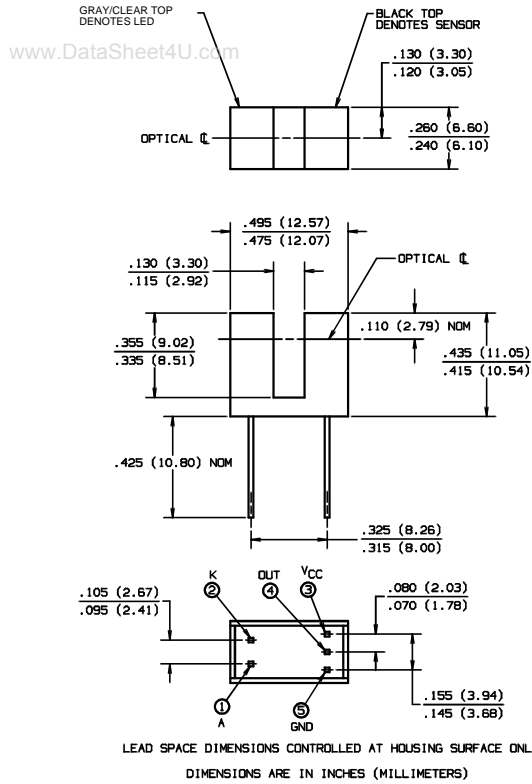 GRAY/CLEAR TOP
DENOTES LED
BLACK TOP
DENOTES SENSOR
www.DataSheet4U.com
.130 (3.30)
.120 (3.05)
OPTICAL ℄
.260 (6.60)
.240 (6.10)
.495 (12.57)
.475 (12.07)
.130 (3.30)
.115 (2.92)
OPTICAL ℄
.110 (2.79) NOM
.355 (9.02)
.335 (8.51)
.435 (11.05)
.415 (10.54)
.425 (10.80) NOM
.325 (8.26)
.315 (8.00)
K
②
OUT
④
VCC
③
.105 (2.67)
.095 (2.41)
.080 (2.03)
.070 (1.78)
①
A
⑤
GND
.155 (3.94)
.145 (3.68)
LEAD SPACE DIMENSIONS CONTROLLED AT HOUSING SURFACE ONL
DIMENSIONS ARE IN INCHES (MILLIMETERS)